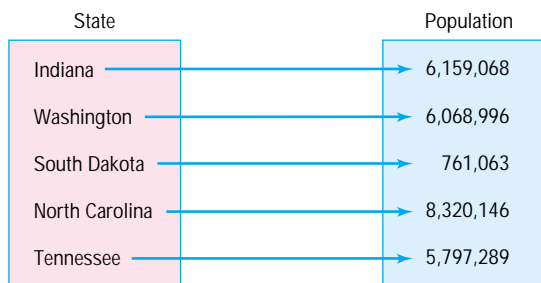 State Population
Indiana 6,159,068
Washington 6,068,996
South Dakota 761,063
North Carolina 8,320,146
Tennessee 5,797,289